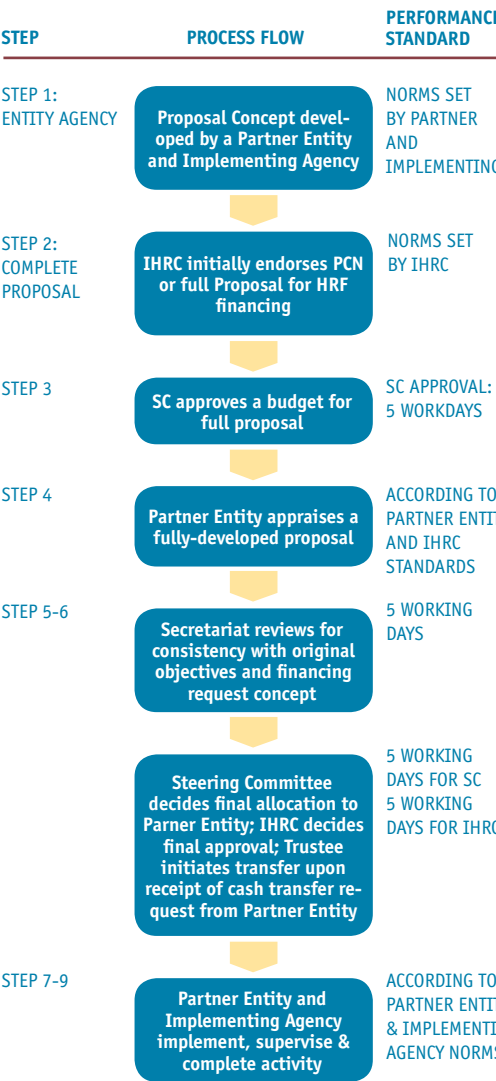 STEP
PROCESS FLOW
PERFORMANCE
STANDARD
STEP 1:
ENTITY AGENCY
Proposal Concept devel-
oped by a Partner Entity
and Implementing Agency
NORMS SET
BY PARTNER
AND
IMPLEMENTING
STEP 2:
COMPLETE
PROPOSAL
IHRC initially endorses PCN
or full Proposal for HRF
financing
NORMS SET
BY IHRC
STEP 3
SC approves a budget for
full proposal
SC APPROVAL:
5 WORKDAYS
STEP 4
Partner Entity appraises a
fully-developed proposal
ACCORDING TO
PARTNER ENTIT
AND IHRC
STANDARDS
STEP 5-6
Secretariat reviews for
consistency with original
objectives and financing
request concept
5 WORKING
DAYS
Steering Committee
decides final allocation to
Parner Entity; IHRC decides
final approval; Trustee
initiates transfer upon
receipt of cash transfer re-
quest from Partner Entity
5 WORKING
DAYS FOR SC
5 WORKING
DAYS FOR IHRC
STEP 7-9
Partner Entity and
Implementing Agency
implement, supervise &
complete activity
ACCORDING TO
PARTNER ENTIT
& IMPLEMENTI
AGENCY NORMS